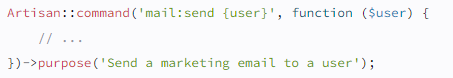 Artisan::command('mail:send {user}', function ($user) {
    // ...
})->purpose('Send a marketing email to a user');